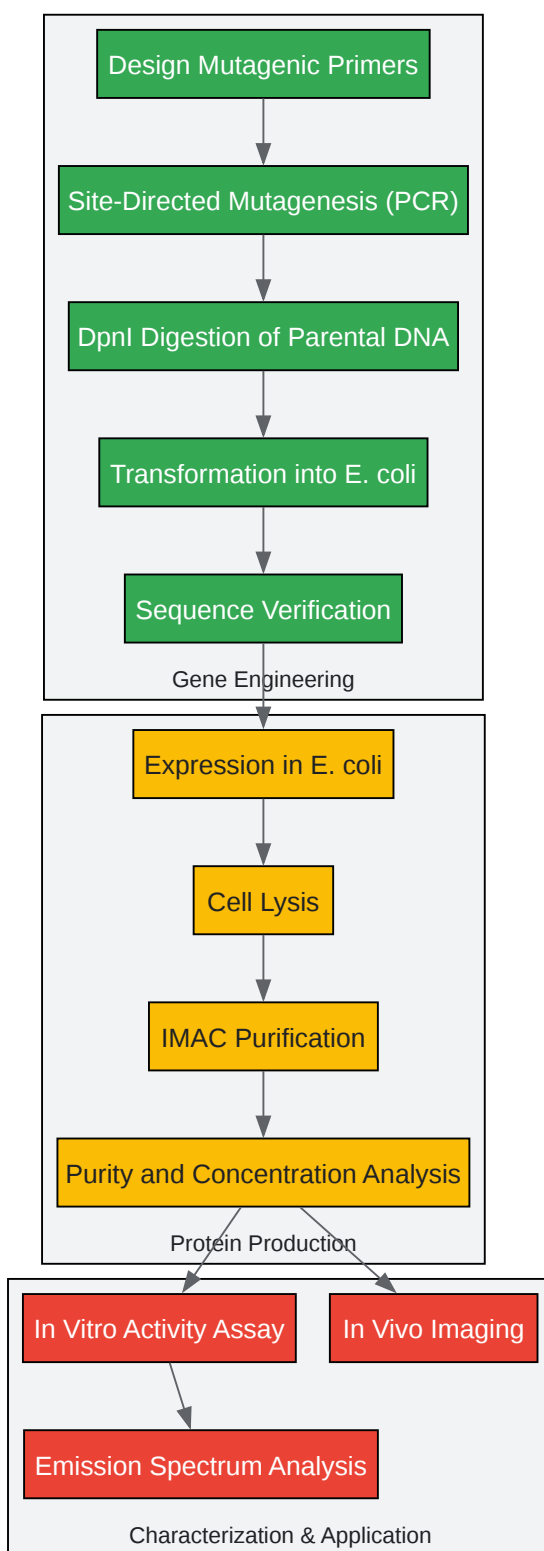 Design Mutagenic Primers
Site-Directed Mutagenesis (PCR)
DpnI Digestion of Parental DNA
Transformation into E. coli
Sequence Verification
Gene Engineering
Expression in E. coli
Cell Lysis
IMAC Purification
Purity and Concentration Analysis
Protein Production
In Vitro Activity Assay
In Vivo Imaging
Emission Spectrum Analysis
Characterization & Application